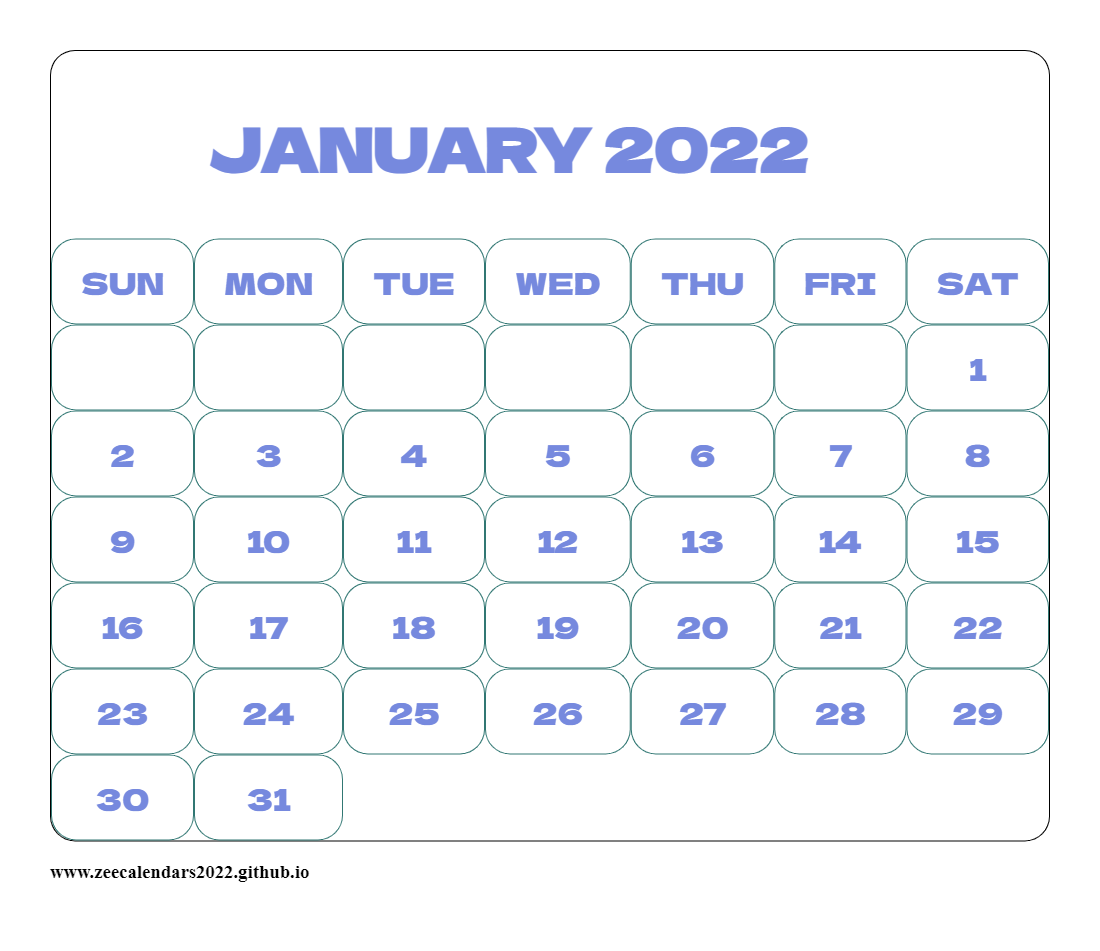 JANUARY 2022
SUN MON TUE WED THU FRI SAT
1
2 3 4 5 6 7 8
9 10 11 12 13 14 15
16 17 18 19 20 21 22
23 24 25 26 27 28 29
30 31
www.zeecalendars2022.github.io